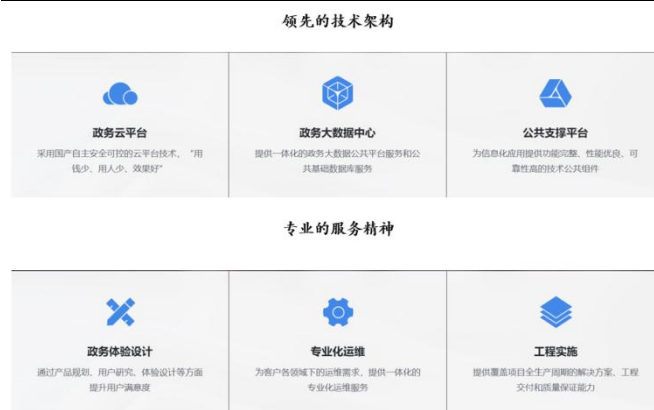 领先的技术架构
政务云平台
采用国产自主安全可控的云平台技术、“用
钱少、用人少、效果好”
政务大数据中心
提供一体化的政务大数据公共平台服务和公
共基础数据库服务
公共支撑平台
为信息化应用提供功能完整、性能优良、可
靠性高的技术公共组件
专业的服务精神
政务体验设计
通过产品规划、用户研究、体验设计等方面
提升用户满意度
专业化运维
为客户各领域下的运维需求，提供一体化的
专业化运维服务
工程实施
提供覆盖项目全生产周期的解决方案、工程
交付和质量保证能力